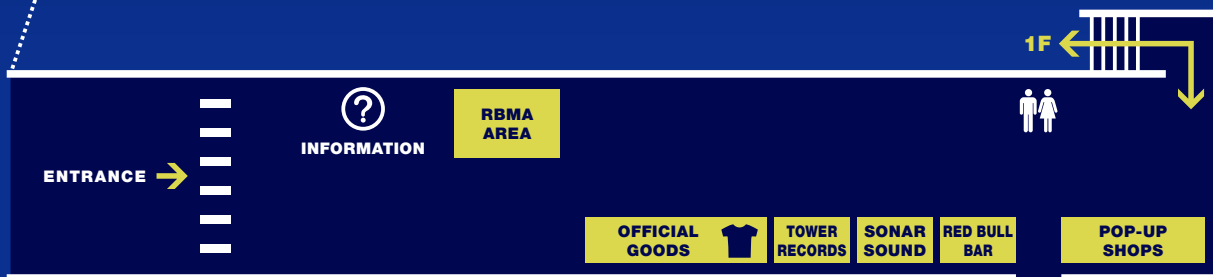 1F
?
INFORMATION
RBMA
AREA
ENTRANCE
OFFICIAL
GOODS
TOWER
RECORDS
SONAR
SOUND
RED BULL
BAR
POP-UP
SHOPS